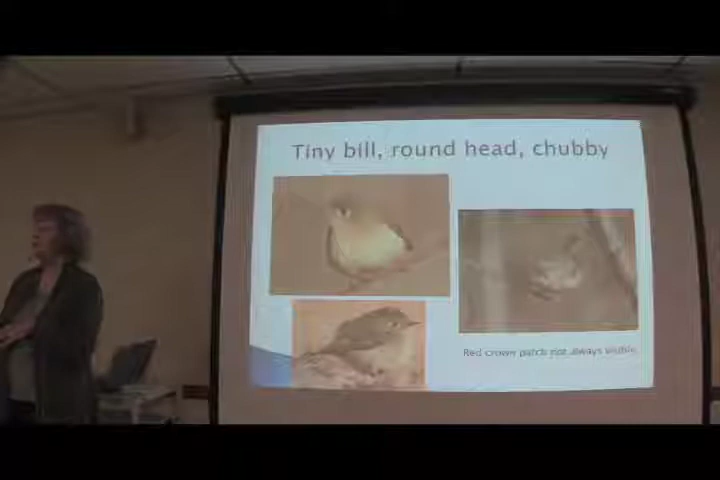 Tiny bill, round head, chubby
Red crown patch not always visible.